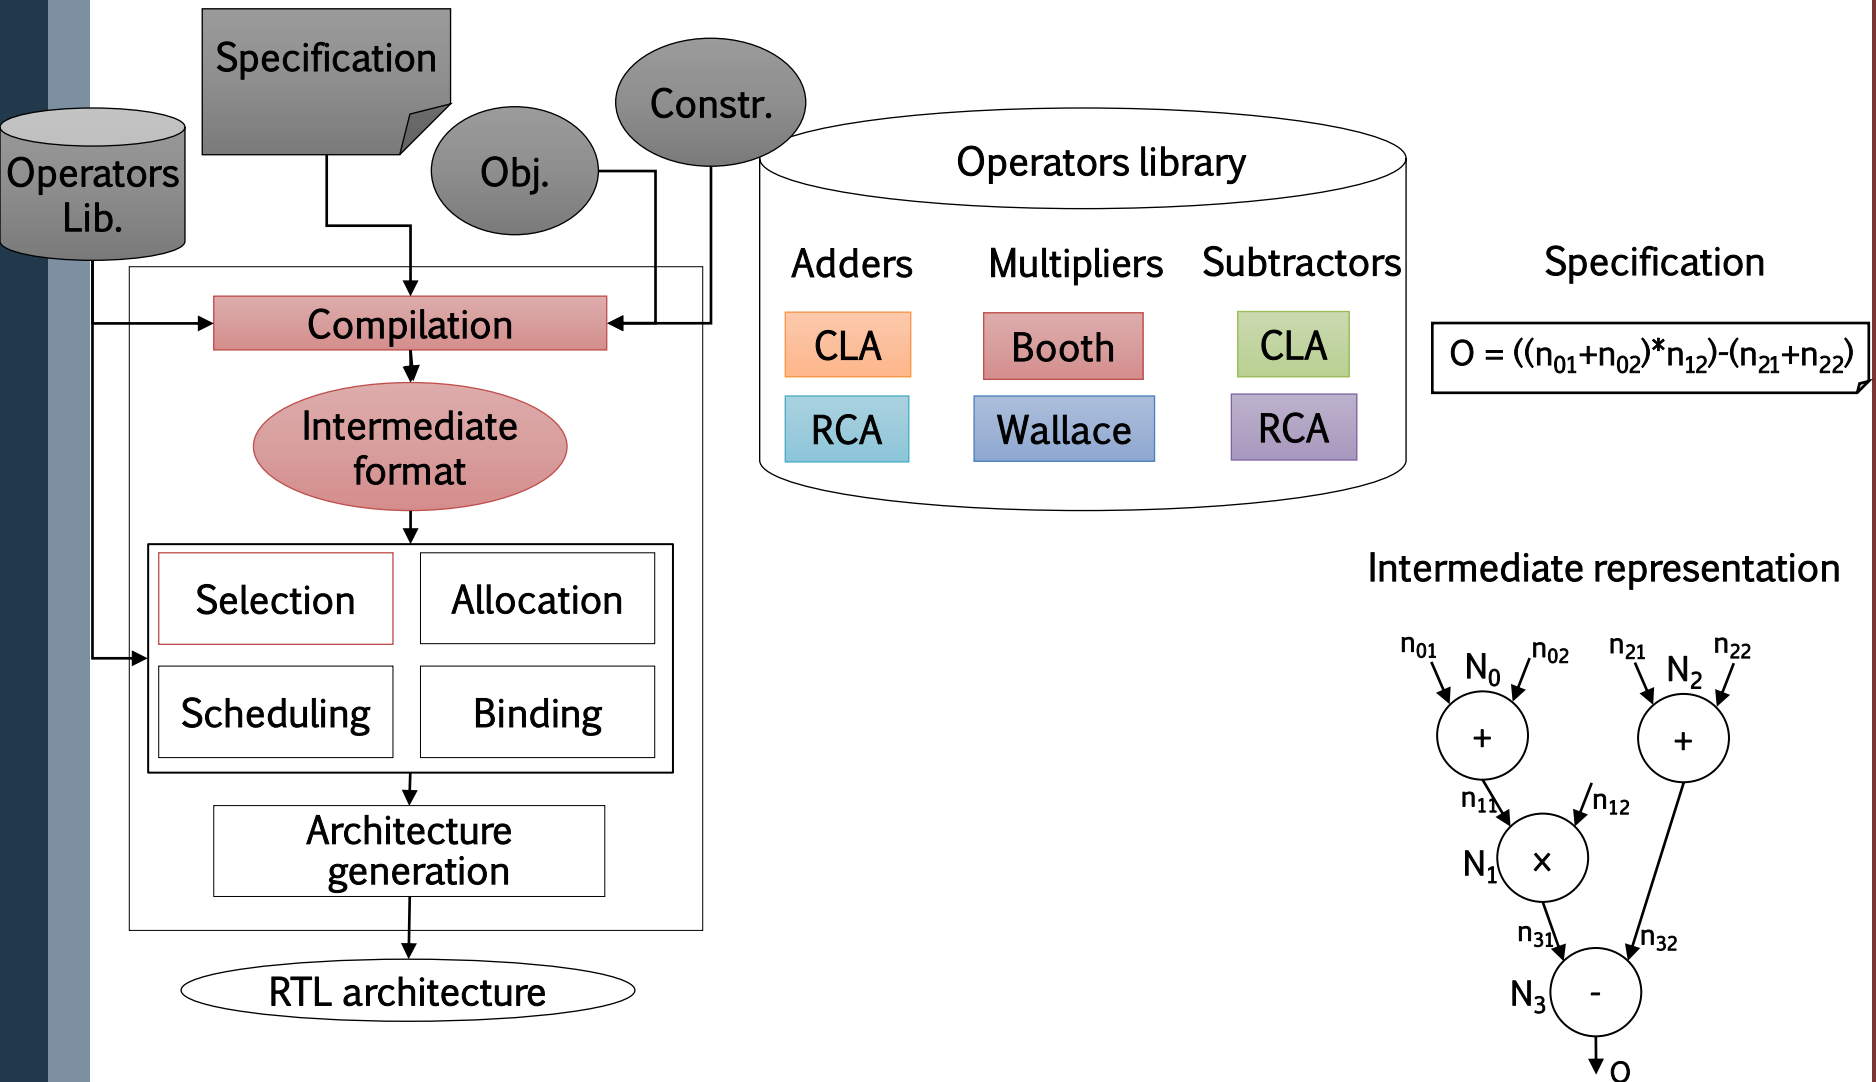 Specification
Constr.
Obj.
Operators
Lib.
Compilation
Intermediate
format
Selection
Allocation
Scheduling
Binding
Architecture
generation
RTL architecture
Operators library
Adders
Multipliers
Subtractors
CLA
Booth
CLA
RCA
Wallace
RCA
Specification
O = ((n₀₁+n₀₂)*n₁₂)-(n₂₁+n₂₂)
Intermediate representation
n₀₁
N₀
n₀₂
n₂₁
N₂
n₂₂
+
+
n₁₁
n₁₂
N₁
x
n₃₁
n₃₂
N₃
-
O